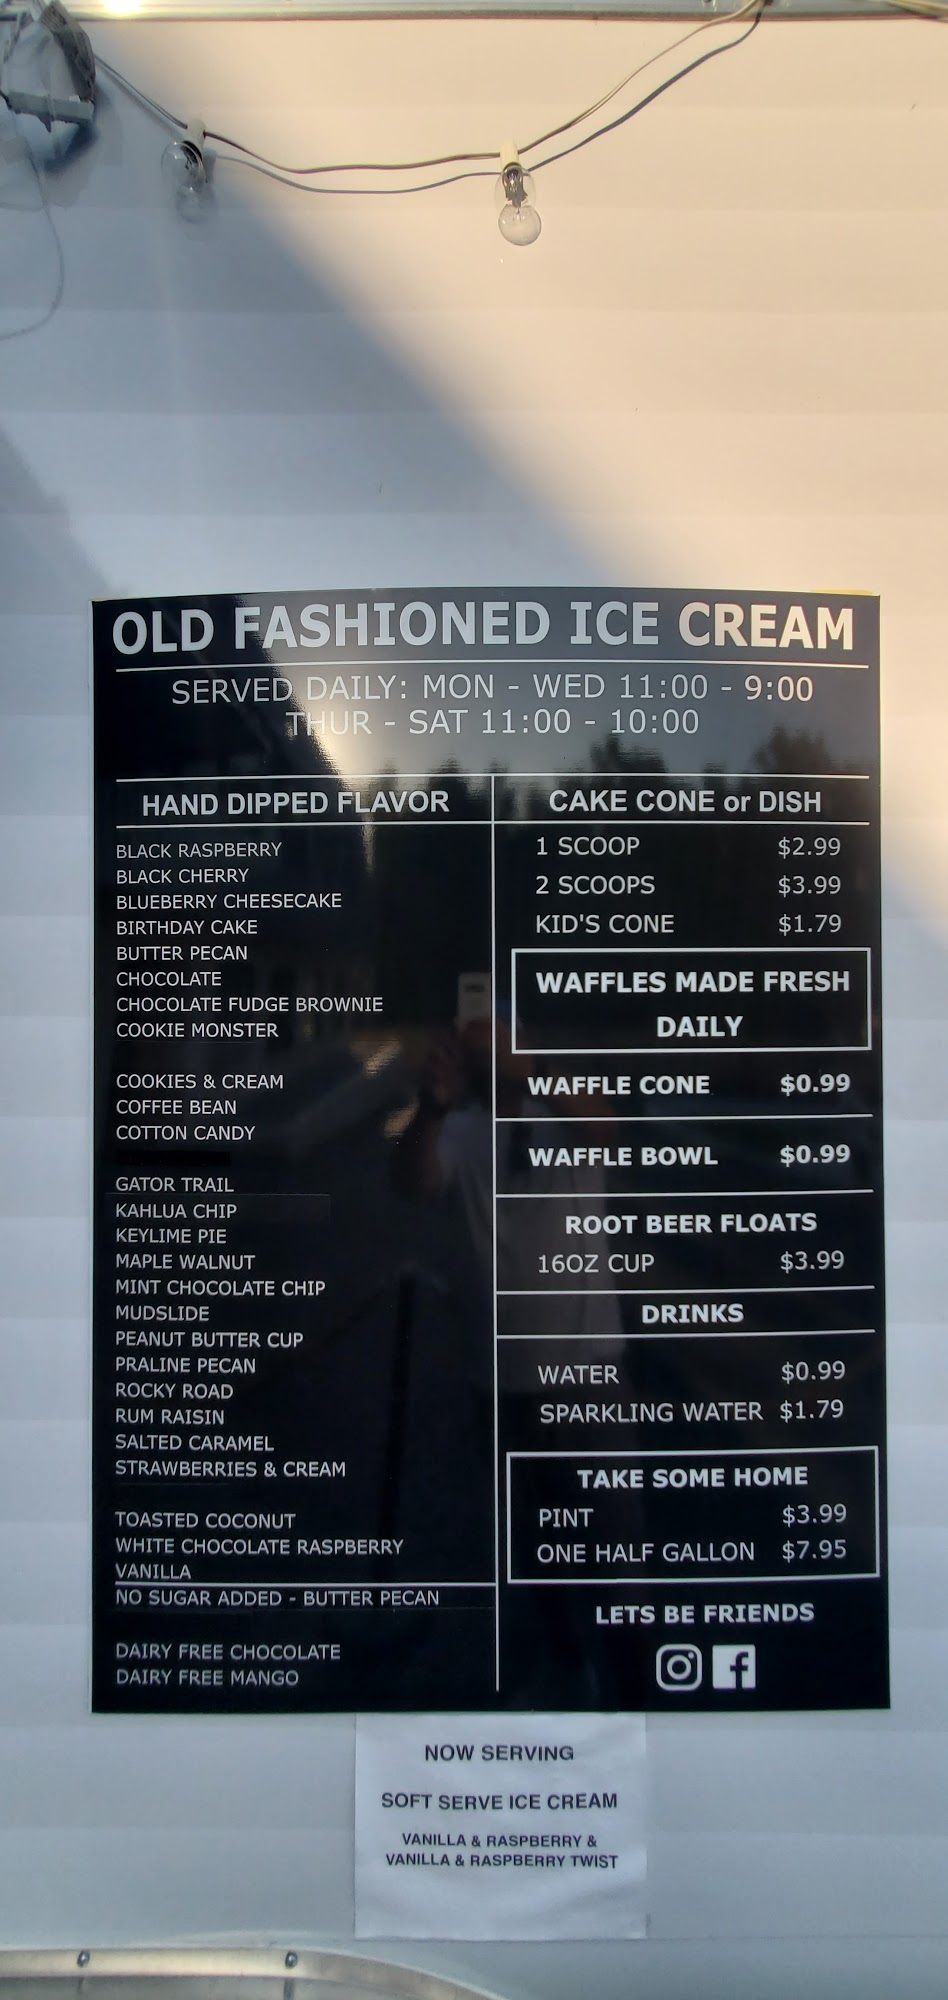 OLD FASHIONED ICE CREAM
SERVED DAILY: MON - WED 11:00 - 9:00
THUR - SAT 11:00 - 10:00
HAND DIPPED FLAVOR
BLACK RASPBERRY
BLACK CHERRY
BLUEBERRY CHEESECAKE
BIRTHDAY CAKE
BUTTER PECAN
CHOCOLATE
CHOCOLATE FUDGE BROWNIE
COOKIE MONSTER
COOKIES & CREAM
COFFEE BEAN
COTTON CANDY
GATOR TRAIL
KAHLUA CHIP
KEYLIME PIE
MAPLE WALNUT
MINT CHOCOLATE CHIP
MUDSLIDE
PEANUT BUTTER CUP
PRALINE PECAN
ROCKY ROAD
RUM RAISIN
SALTED CARAMEL
STRAWBERRIES & CREAM
TOASTED COCONUT
WHITE CHOCOLATE RASPBERRY
VANILLA
NO SUGAR ADDED - BUTTER PECAN
DAIRY FREE CHOCOLATE
DAIRY FREE MANGO
CAKE CONE or DISH
1 SCOOP $2.99
2 SCOOPS $3.99
KID'S CONE $1.79
WAFFLES MADE FRESH
DAILY
WAFFLE CONE $0.99
WAFFLE BOWL $0.99
ROOT BEER FLOATS
16OZ CUP $3.99
DRINKS
WATER $0.99
SPARKLING WATER $1.79
TAKE SOME HOME
PINT $3.99
ONE HALF GALLON $7.95
LETS BE FRIENDS
NOW SERVING
SOFT SERVE ICE CREAM
VANILLA & RASPBERRY &
VANILLA & RASPBERRY TWIST